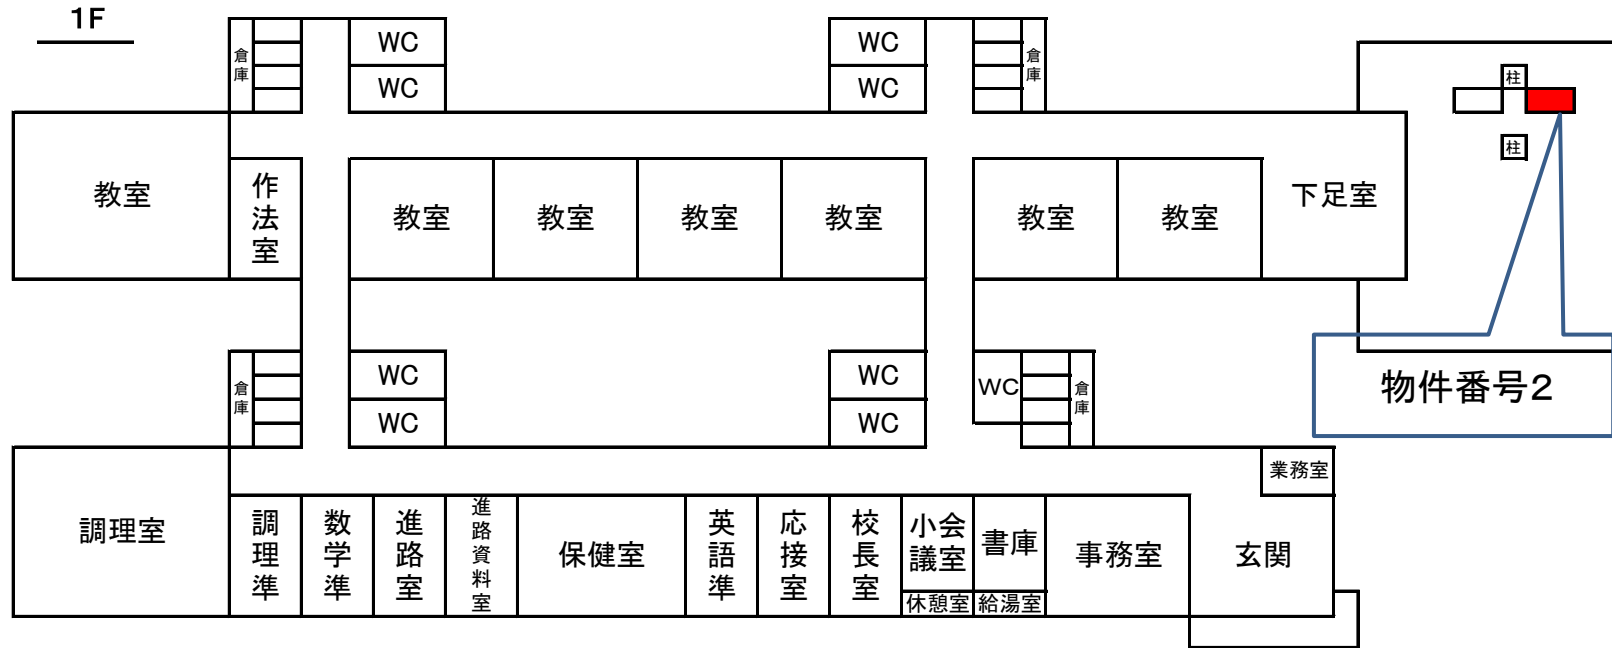 1F
倉庫
WC
WC
WC
WC
倉庫
柱
柱
教室
作法室
教室
教室
教室
教室
教室
教室
下足室
倉庫
WC
WC
WC
WC
WC
倉庫
物件番号2
業務室
調理室
調理準
数学準
進路室
進路資料室
保健室
英語準
応接室
校長室
小会
議室
書庫
事務室
玄関
休憩室
給湯室